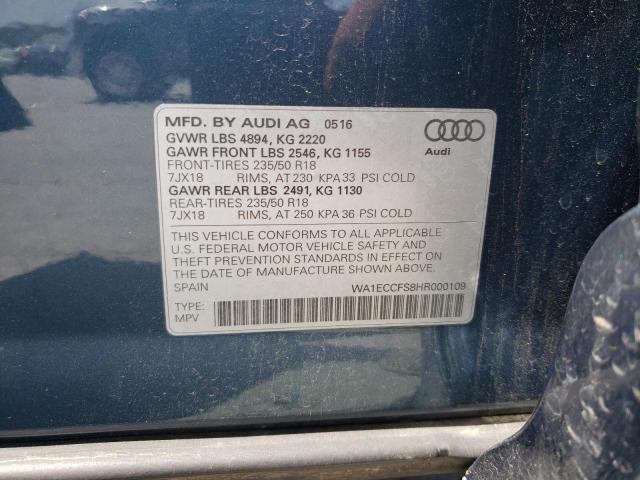 MFD. BY AUDI AG 0516
GVWR LBS 4894, KG 2220
GAWR FRONT LBS 2546, KG 1155
FRONT-TIRES 235/50 R18
7JX18 RIMS, AT 230 KPA 33 PSI COLD
GAWR REAR LBS 2491, KG 1130
REAR-TIRES 235/50 R18
7JX18 RIMS, AT 250 KPA 36 PSI COLD
Audi
THIS VEHICLE CONFORMS TO ALL APPLICABLE
U.S. FEDERAL MOTOR VEHICLE SAFETY AND
THEFT PREVENTION STANDARDS IN EFFECT ON
THE DATE OF MANUFACTURE SHOWN ABOVE.
SPAIN WA1ECCFS8HR000109
TYPE:
MPV